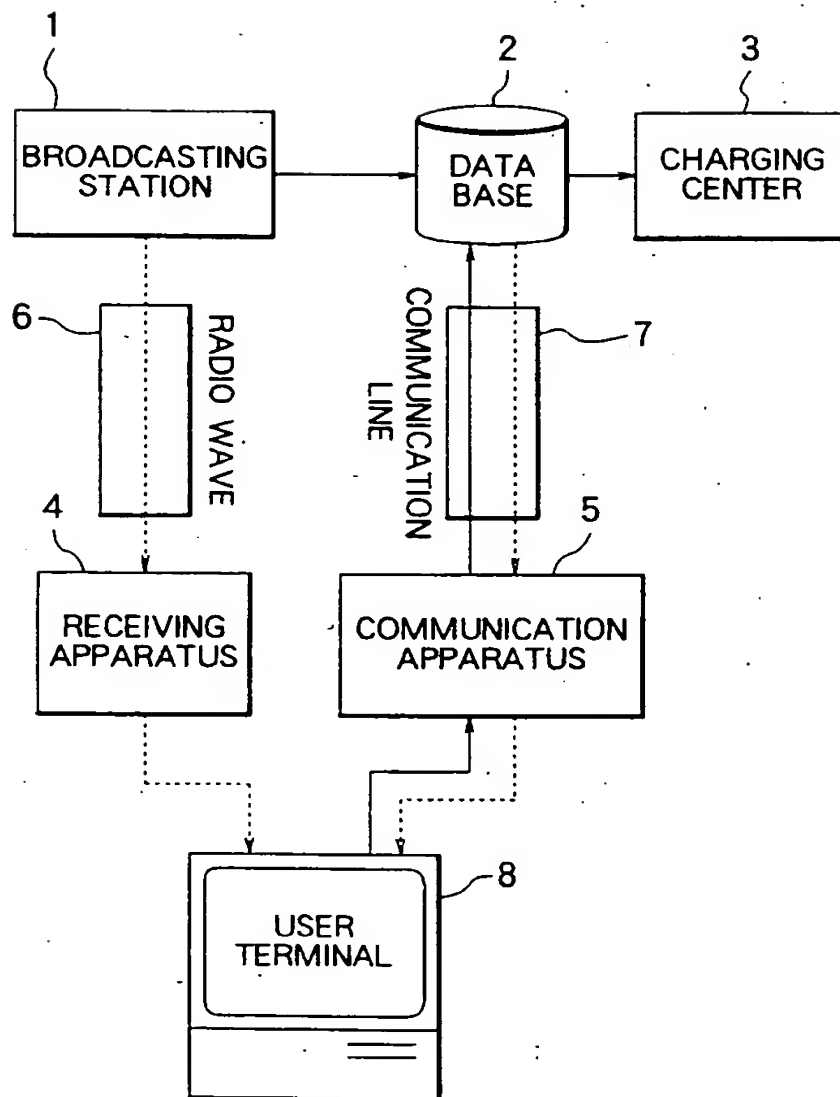 1
2
3
BROADCASTING
STATION
DATA
BASE
CHARGING
CENTER
6
RADIO WAVE
COMMUNICATION
LINE
7
4
5
RECEIVING
APPARATUS
COMMUNICATION
APPARATUS
8
USER
TERMINAL